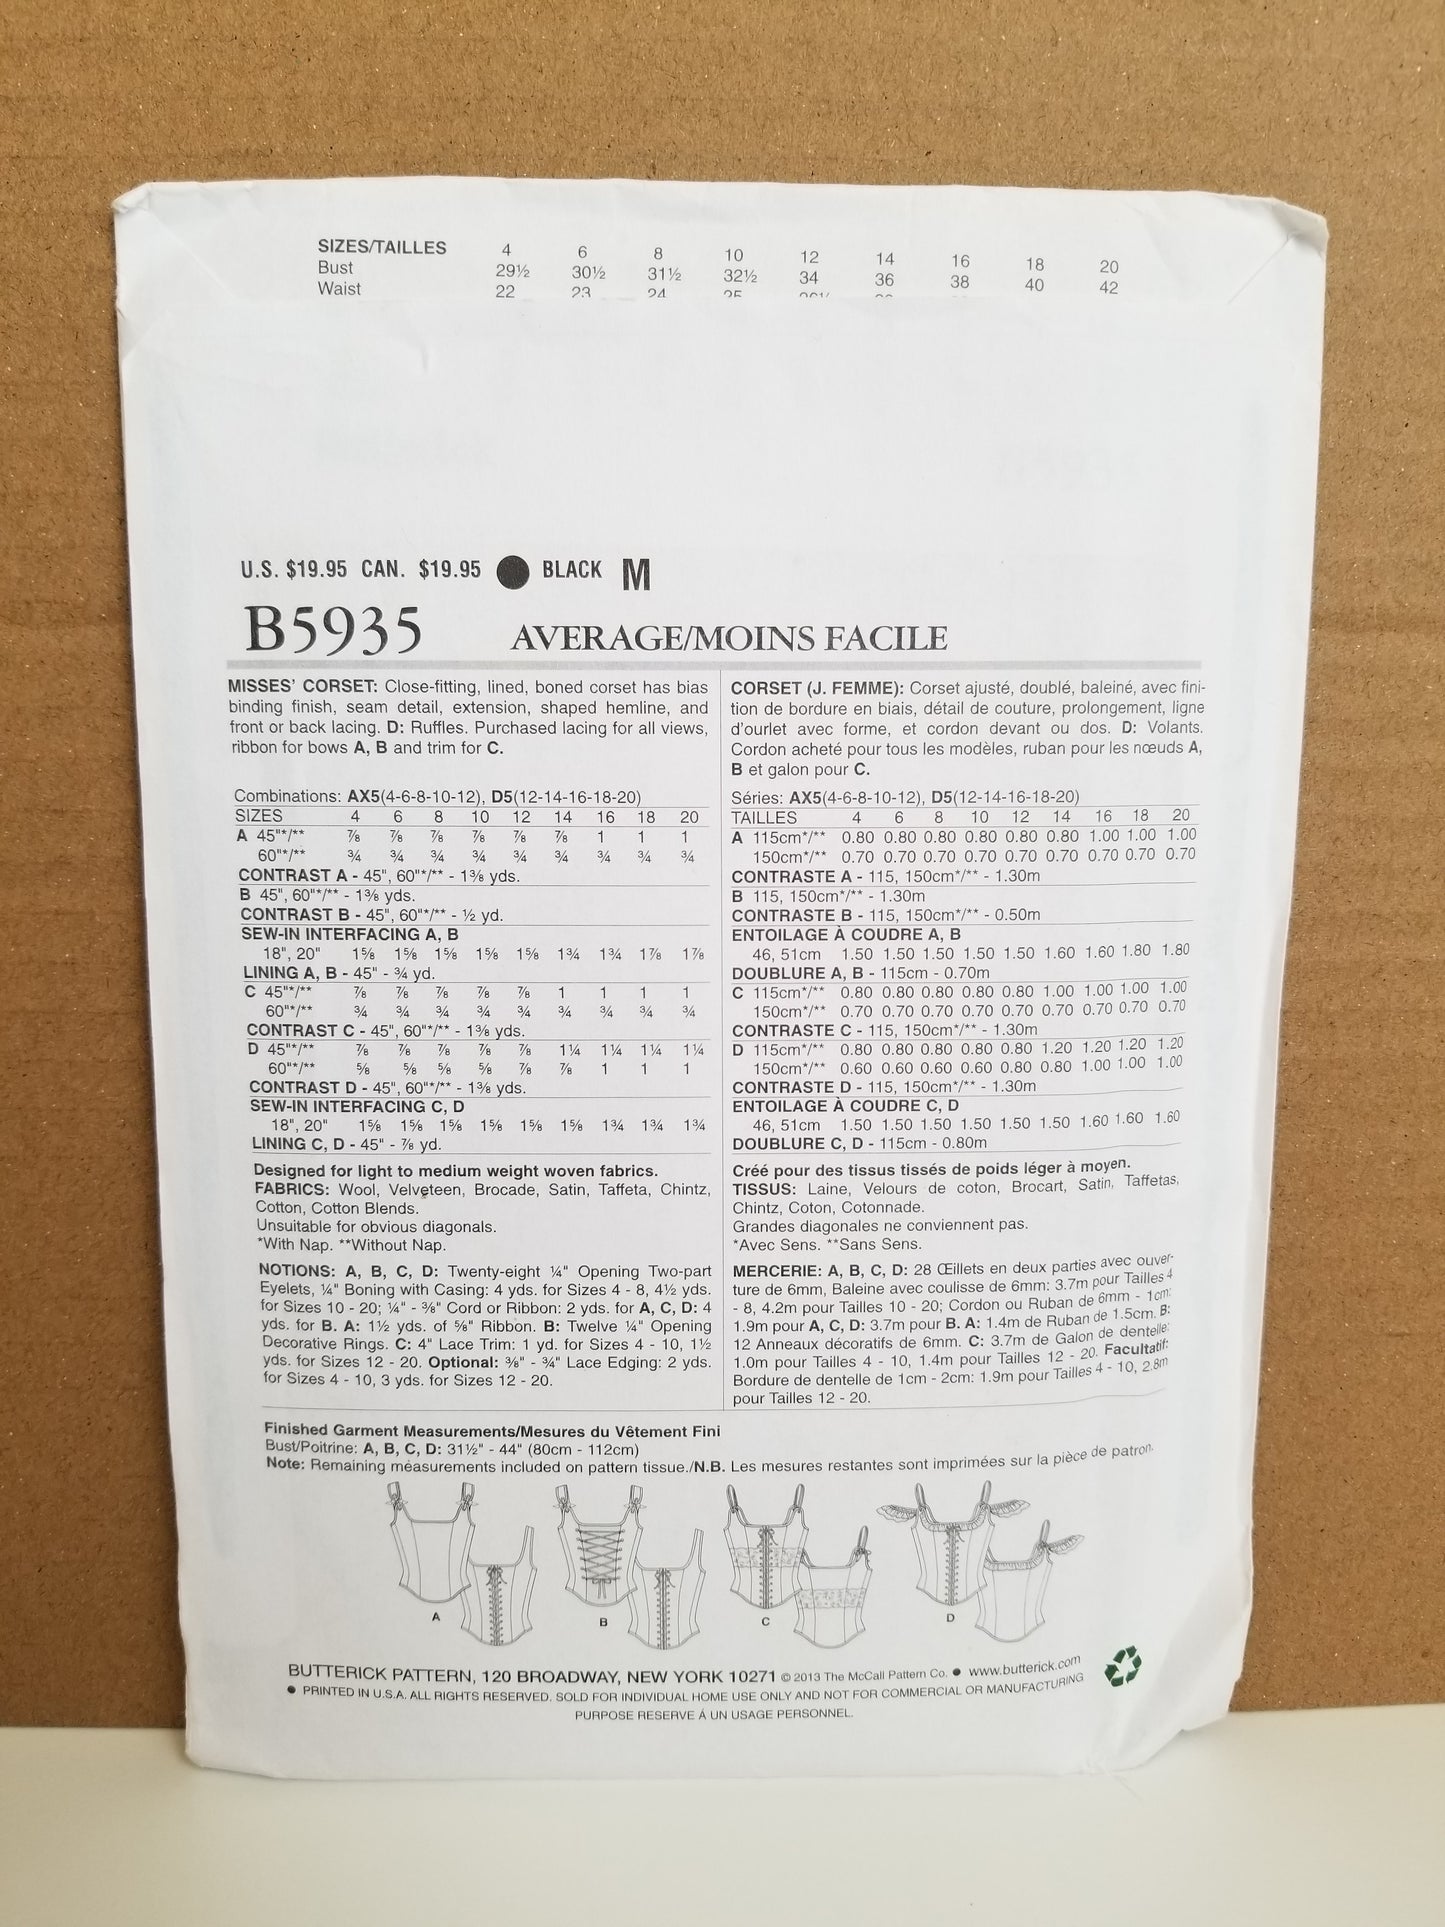 SIZES/TAILLES 4 6 8 10 12 14 16 18 20
Bust 29½ 30½ 31½ 32½ 34 36 38 40 42
Waist 22 23 24 25 26½
U.S. $19.95 CAN. $19.95 BLACK M
B5935 AVERAGE/MOINS FACILE
MISSES' CORSET: Close-fitting, lined, boned corset has bias
binding finish, seam detail, extension, shaped hemline, and
front or back lacing. D: Ruffles. Purchased lacing for all views,
ribbon for bows A, B and trim for C.
Combinations: AX5(4-6-8-10-12), D5(12-14-16-18-20)
SIZES 4 6 8 10 12 14 16 18 20
A 45"*/** ⅞ ⅞ ⅞ ⅞ ⅞ ⅞ 1 1 1
60"*/** ¾ ¾ ¾ ¾ ¾ ¾ ¾ ¾ ¾
CONTRAST A - 45", 60"*/** - 1⅜ yds.
B 45", 60"*/** - 1⅜ yds.
CONTRAST B - 45", 60"*/** - ½ yd.
SEW-IN INTERFACING A, B
18", 20" 1⅝ 1⅝ 1⅝ 1⅝ 1⅝ 1¾ 1¾ 1⅞ 1⅞
LINING A, B - 45" - ¾ yd.
C 45"*/** ⅞ ⅞ ⅞ ⅞ ⅞ 1 1 1 1
60"*/** ¾ ¾ ¾ ¾ ¾ ¾ ¾ ¾ ¾
CONTRAST C - 45", 60"*/** - 1⅜ yds.
D 45"*/** ⅞ ⅞ ⅞ ⅞ ⅞ 1¼ 1¼ 1¼ 1¼
60"*/** ⅝ ⅝ ⅝ ⅝ ⅞ ⅞ 1 1 1
CONTRAST D - 45", 60"*/** - 1⅜ yds.
SEW-IN INTERFACING C, D
18", 20" 1⅝ 1⅝ 1⅝ 1⅝ 1⅝ 1⅝ 1¾ 1¾ 1¾
LINING C, D - 45" - ⅞ yd.
Designed for light to medium weight woven fabrics.
FABRICS: Wool, Velveteen, Brocade, Satin, Taffeta, Chintz,
Cotton, Cotton Blends.
Unsuitable for obvious diagonals.
*With Nap. **Without Nap.
NOTIONS: A, B, C, D: Twenty-eight ¼" Opening Two-part
Eyelets, ¼" Boning with Casing: 4 yds. for Sizes 4 - 8, 4½ yds.
for Sizes 10 - 20; ¼" - ⅜" Cord or Ribbon: 2 yds. for A, C, D: 4
yds. for B. A: 1½ yds. of ⅝" Ribbon. B: Twelve ¼" Opening
Decorative Rings. C: 4" Lace Trim: 1 yd. for Sizes 4 - 10, 1½
yds. for Sizes 12 - 20. Optional: ⅜" - ¾" Lace Edging: 2 yds.
for Sizes 4 - 10, 3 yds. for Sizes 12 - 20.
CORSET (J. FEMME): Corset ajusté, doublé, baleiné, avec fini-
tion de bordure en biais, détail de couture, prolongement, ligne
d'ourlet avec forme, et cordon devant ou dos. D: Volants.
Cordon acheté pour tous les modèles, ruban pour les nœuds A,
B et galon pour C.
Séries: AX5(4-6-8-10-12), D5(12-14-16-18-20)
TAILLES 4 6 8 10 12 14 16 18 20
A 115cm*/** 0.80 0.80 0.80 0.80 0.80 0.80 1.00 1.00 1.00
150cm*/** 0.70 0.70 0.70 0.70 0.70 0.70 0.70 0.70 0.70
CONTRASTE A - 115, 150cm*/** - 1.30m
B 115, 150cm*/** - 1.30m
CONTRASTE B - 115, 150cm*/** - 0.50m
ENTOILAGE À COUDRE A, B
46, 51cm 1.50 1.50 1.50 1.50 1.50 1.60 1.60 1.80 1.80
DOUBLURE A, B - 115cm - 0.70m
C 115cm*/** 0.80 0.80 0.80 0.80 0.80 1.00 1.00 1.00 1.00
150cm*/** 0.70 0.70 0.70 0.70 0.70 0.70 0.70 0.70 0.70
CONTRASTE C - 115, 150cm*/** - 1.30m
D 115cm*/** 0.80 0.80 0.80 0.80 0.80 1.20 1.20 1.20 1.20
150cm*/** 0.60 0.60 0.60 0.60 0.80 0.80 1.00 1.00 1.00
CONTRASTE D - 115, 150cm*/** - 1.30m
ENTOILAGE À COUDRE C, D
46, 51cm 1.50 1.50 1.50 1.50 1.50 1.50 1.60 1.60 1.60
DOUBLURE C, D - 115cm - 0.80m
Créé pour des tissus tissés de poids léger à moyen.
TISSUS: Laine, Velours de coton, Brocart, Satin, Taffetas,
Chintz, Coton, Cotonnade.
Grandes diagonales ne conviennent pas.
*Avec Sens. **Sans Sens.
MERCERIE: A, B, C, D: 28 Œillets en deux parties avec ouver-
ture de 6mm, Baleine avec coulisse de 6mm: 3.7m pour Tailles 4
- 8, 4.2m pour Tailles 10 - 20; Cordon ou Ruban de 6mm - 1cm:
1.9m pour A, C, D: 3.7m pour B. A: 1.4m de Ruban de 1.5cm. B:
12 Anneaux décoratifs de 6mm. C: 3.7m de Galon de dentelle:
1.0m pour Tailles 4 - 10, 1.4m pour Tailles 12 - 20. Facultatif:
Bordure de dentelle de 1cm - 2cm: 1.9m pour Tailles 4 - 10, 2.8m
pour Tailles 12 - 20.
Finished Garment Measurements/Mesures du Vêtement Fini
Bust/Poitrine: A, B, C, D: 31½" - 44" (80cm - 112cm)
Note: Remaining measurements included on pattern tissue./N.B. Les mesures restantes sont imprimées sur la pièce de patron.
A B C D
BUTTERICK PATTERN, 120 BROADWAY, NEW YORK 10271 © 2013 The McCall Pattern Co. ● www.butterick.com
● PRINTED IN U.S.A. ALL RIGHTS RESERVED. SOLD FOR INDIVIDUAL HOME USE ONLY AND NOT FOR COMMERCIAL OR MANUFACTURING
PURPOSE RESERVE Á UN USAGE PERSONNEL.